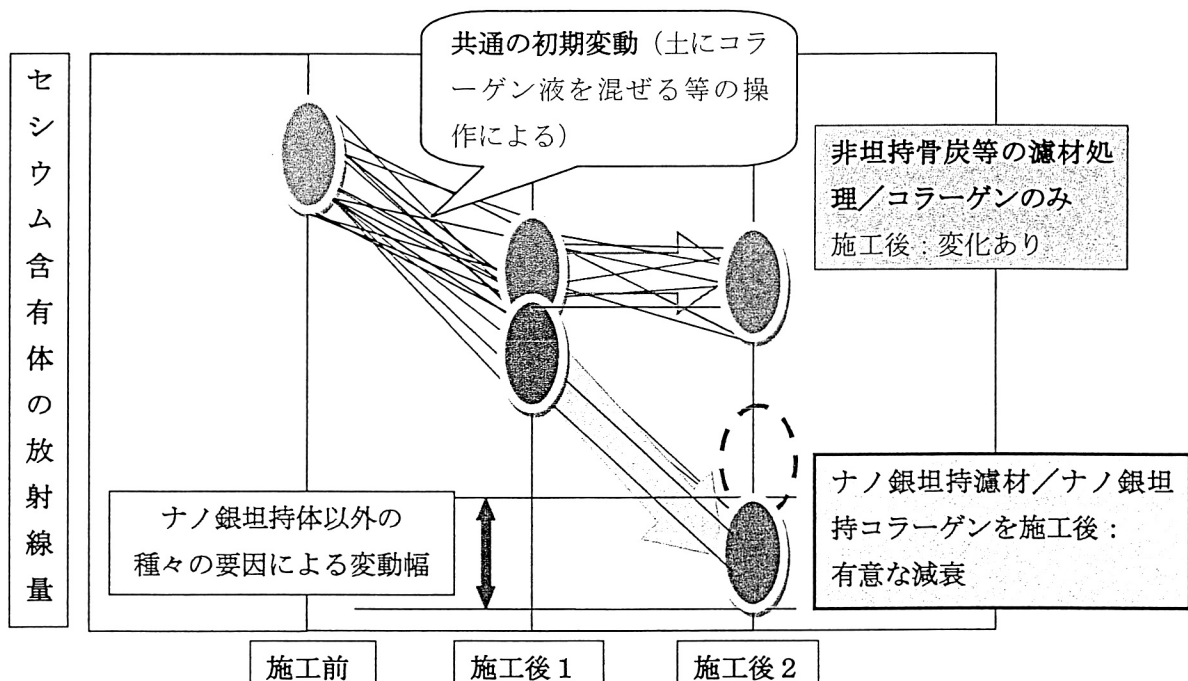 セシウム含有体の放射線量
共通の初期変動（土にコラ
ーゲン液を混ぜる等の操
作による）
非坦持骨炭等の濾材処
理／コラーゲンのみ
施工後：変化あり
ナノ銀坦持体以外の
種々の要因による変動幅
ナノ銀坦持濾材／ナノ銀坦
持コラーゲンを施工後：
有意な減衰
施工前
施工後１
施工後２